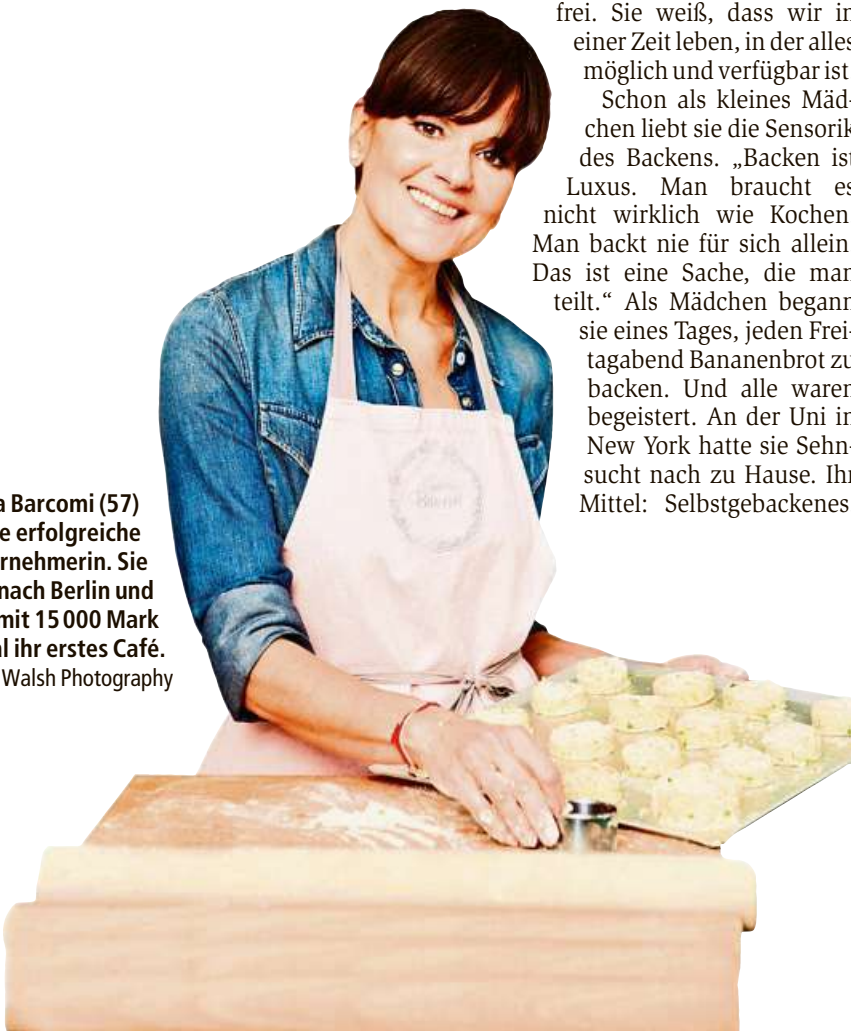 frei. Sie weiß, dass wir in
einer Zeit leben, in der alles
möglich und verfügbar ist
Schon als kleines Mäd-
chen liebt sie die Sensorik
des Backens. „Backen ist
Luxus. Man braucht es
nicht wirklich wie Kochen
Man backt nie für sich allein
Das ist eine Sache, die man
teilt.“ Als Mädchen begann
sie eines Tages, jeden Frei-
tagabend Bananenbrot zu
backen. Und alle waren
begeistert. An der Uni in
New York hatte sie Sehn-
sucht nach zu Hause. Ihr
Mittel: Selbstgebackenes
a Barcomi (57)
e erfolgreiche
rnehmerin. Sie
nach Berlin und
mit 15 000 Mark
l ihr erstes Café.
Walsh Photography